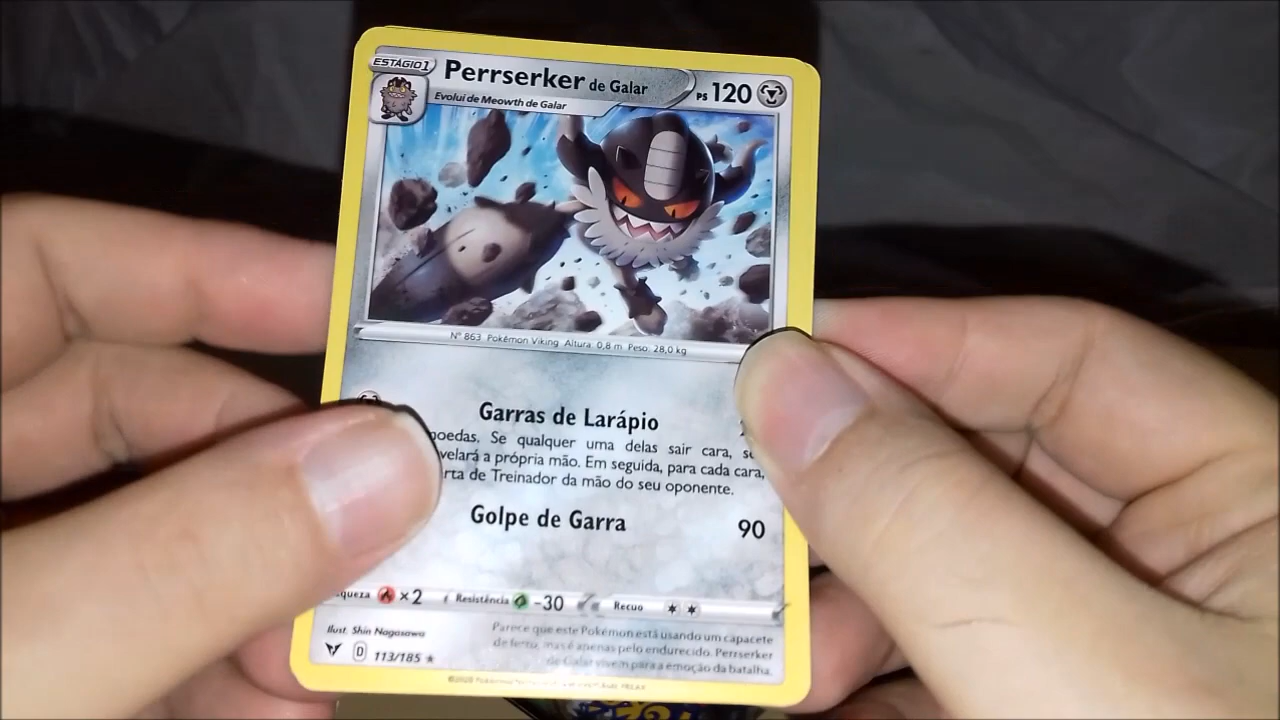 ESTÁGIO 1
Perrserker de Galar
PS 120
Evolui de Meowth de Galar
Nº 863 Pokémon Viking Altura: 0,8 m Peso: 28,0 kg
Garras de Larápio
moedas. Se qualquer uma delas sair cara,
velará a própria mão. Em seguida, para cada cara,
rta de Treinador da mão do seu oponente.
Golpe de Garra 90
queza ×2 Resistência -30 Recuo
Ilust. Shin Nagasawa
D 113/185 ★
Parece que este Pokémon está usando um capacete
de ferro, mas é apenas pelo endurecido. Perrserker
de Galar vivem para a emoção da batalha.